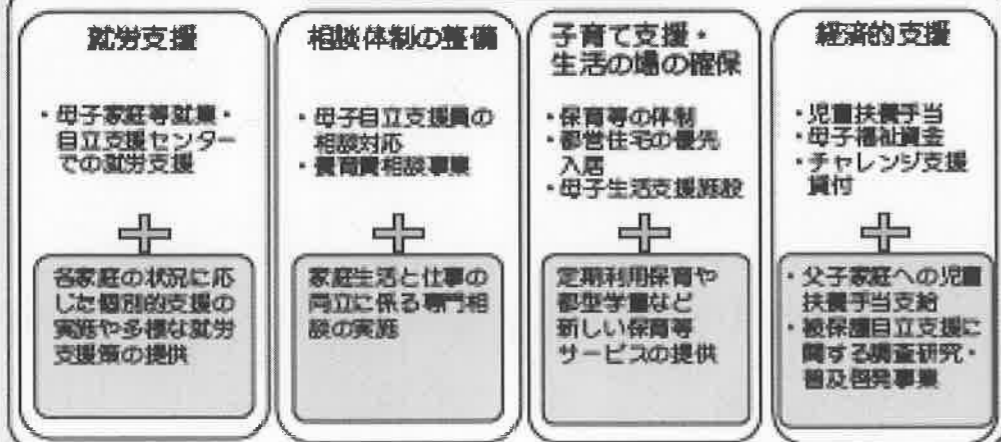 就労支援
・母子家庭等就業・
自立支援センター
での就労支援
＋
各家庭の状況に応
じた個別的支援の
実施や多様な就労
支援策の提供
相談体制の整備
・母子自立支援員の
相談対応
・養育費相談事業
＋
家庭生活と仕事の
両立に係る専門相
談の実施
子育て支援・
生活の場の確保
・保育等の体制
・都営住宅の優先
入居
・母子生活支援施設
＋
定期利用保育や
都型学童など
新しい保育等
サービスの提供
経済的支援
・児童扶養手当
・母子福祉資金
・チャレンジ支援
貸付
＋
・父子家庭への児童
扶養手当支給
・被保護自立支援に
関する調査研究・
普及啓発事業